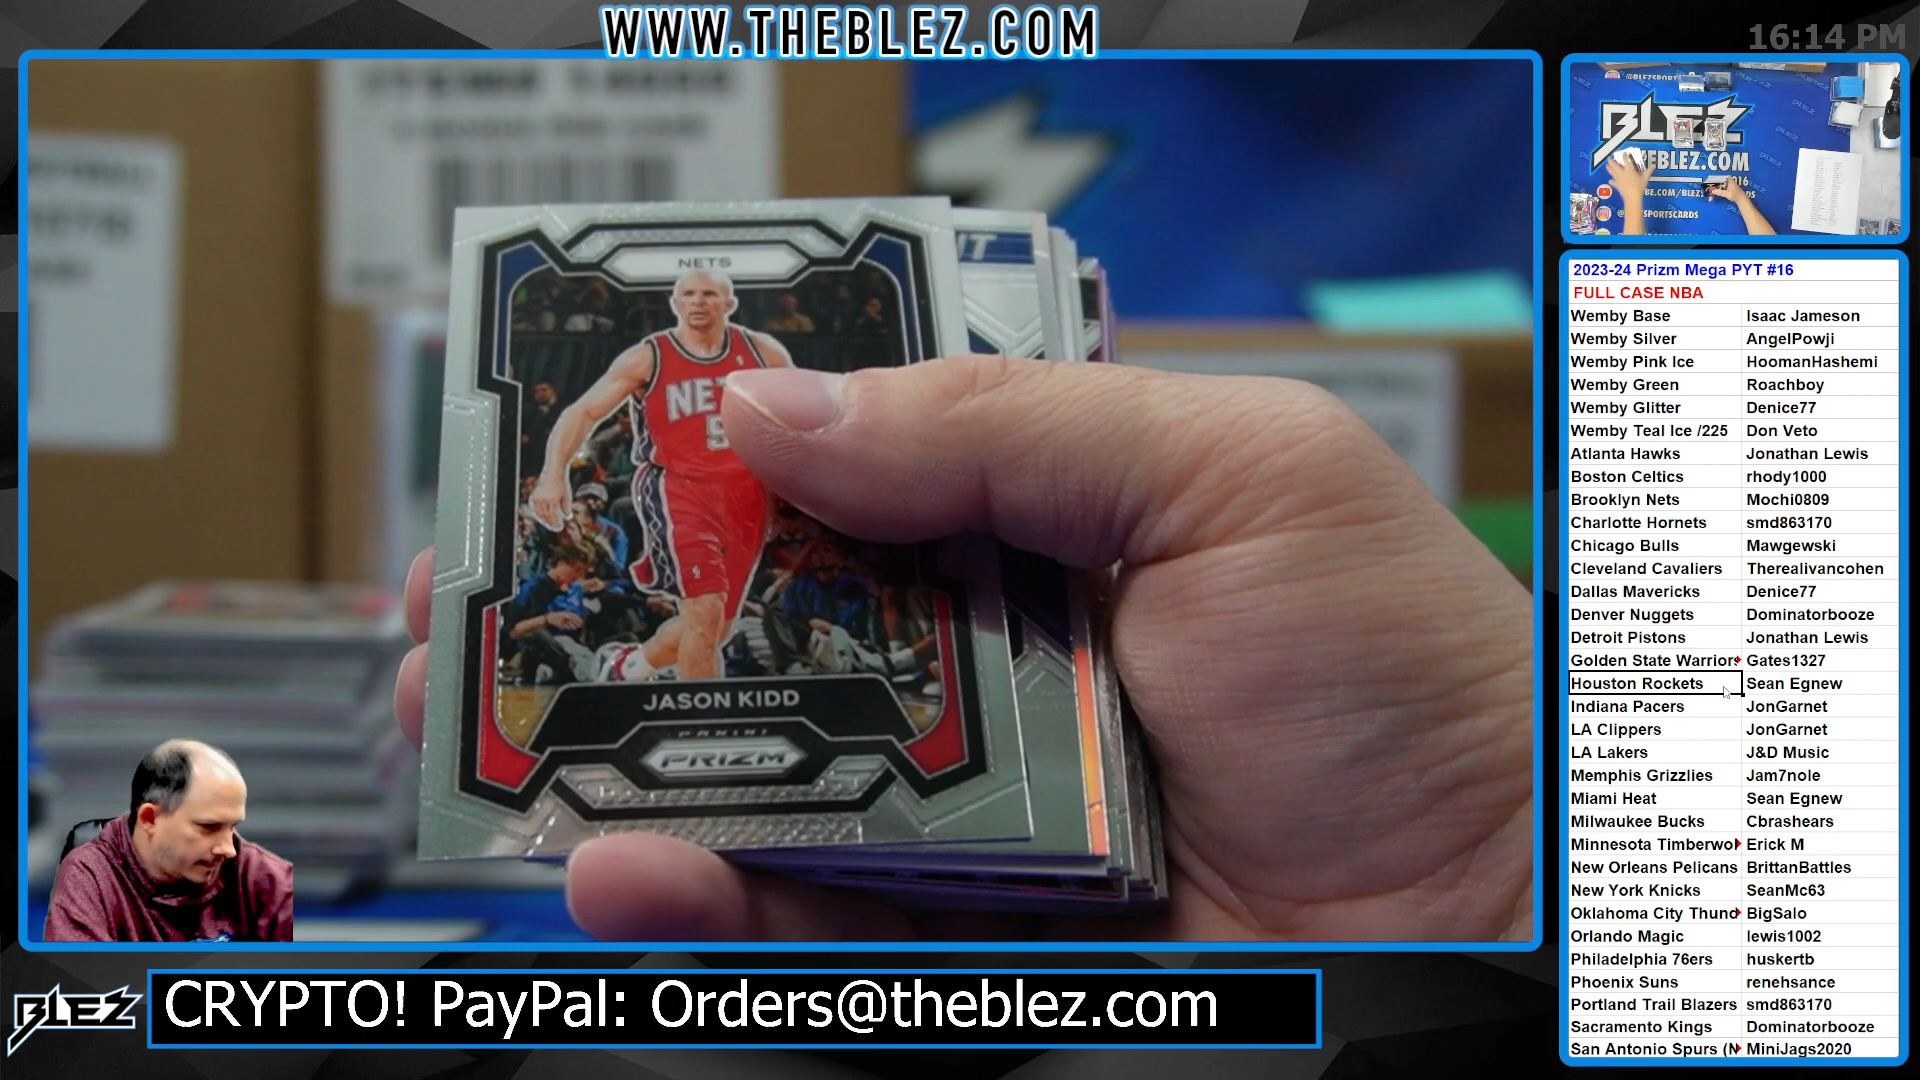 WWW.THEBLEZ.COM
16:14 PM
NETS
NETS
5
JASON KIDD
PANINI
PRIZM
BLEZ
THEBLEZ.COM
2023-24 Prizm Mega PYT #16
FULL CASE NBA
Wemby Base Isaac Jameson
Wemby Silver AngelPowji
Wemby Pink Ice HoomanHashemi
Wemby Green Roachboy
Wemby Glitter Denice77
Wemby Teal Ice /225 Don Veto
Atlanta Hawks Jonathan Lewis
Boston Celtics rhody1000
Brooklyn Nets Mochi0809
Charlotte Hornets smd863170
Chicago Bulls Mawgewski
Cleveland Cavaliers Therealivancohen
Dallas Mavericks Denice77
Denver Nuggets Dominatorbooze
Detroit Pistons Jonathan Lewis
Golden State Warriors Gates1327
Houston Rockets Sean Egnew
Indiana Pacers JonGarnet
LA Clippers JonGarnet
LA Lakers J&D Music
Memphis Grizzlies Jam7nole
Miami Heat Sean Egnew
Milwaukee Bucks Cbrashears
Minnesota Timberwol Erick M
New Orleans Pelicans BrittanBattles
New York Knicks SeanMc63
Oklahoma City Thund BigSalo
Orlando Magic lewis1002
Philadelphia 76ers huskertb
Phoenix Suns renehsance
Portland Trail Blazers smd863170
Sacramento Kings Dominatorbooze
San Antonio Spurs (N MiniJags2020
BLEZ
CRYPTO! PayPal: Orders@theblez.com